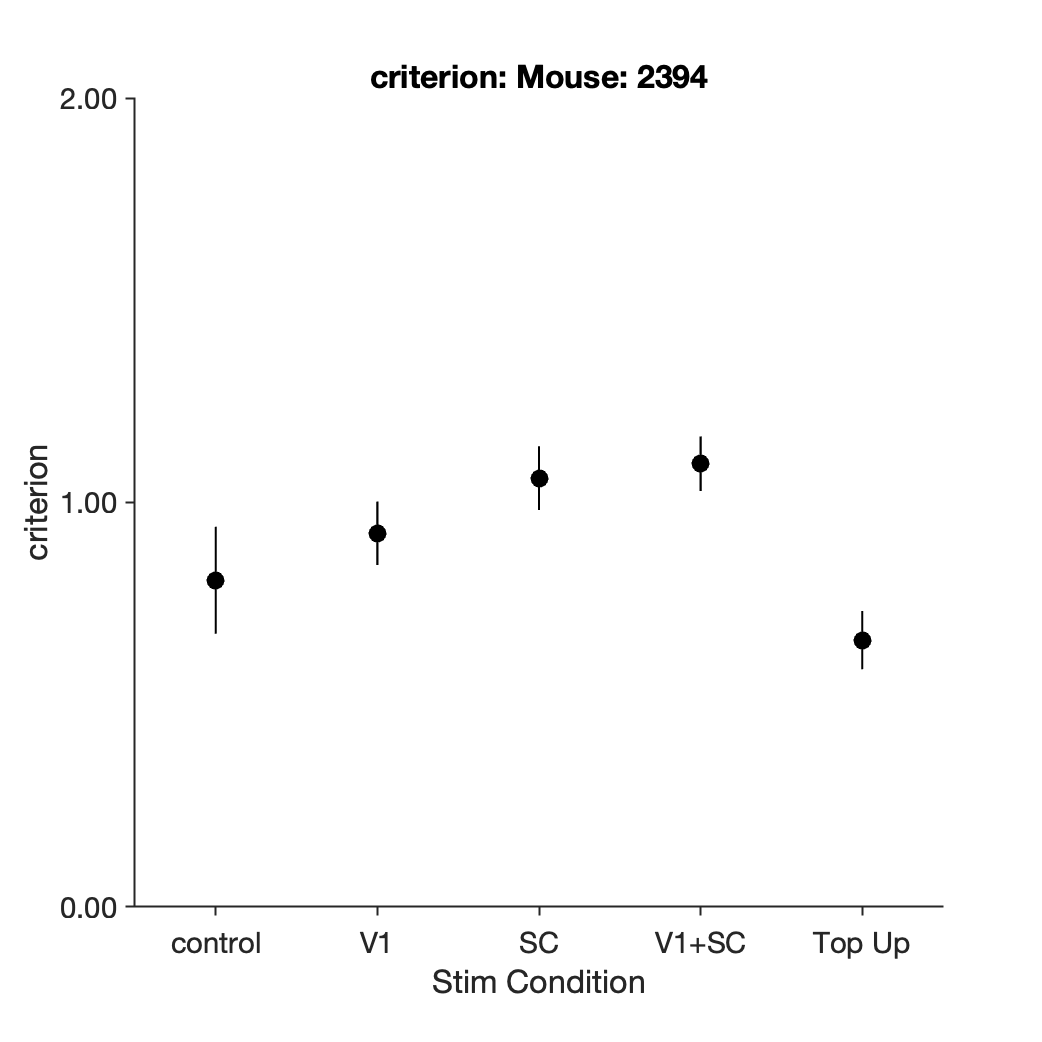 criterion: Mouse: 2394
2.00
1.00
0.00
criterion
control V1 SC V1+SC Top Up
Stim Condition